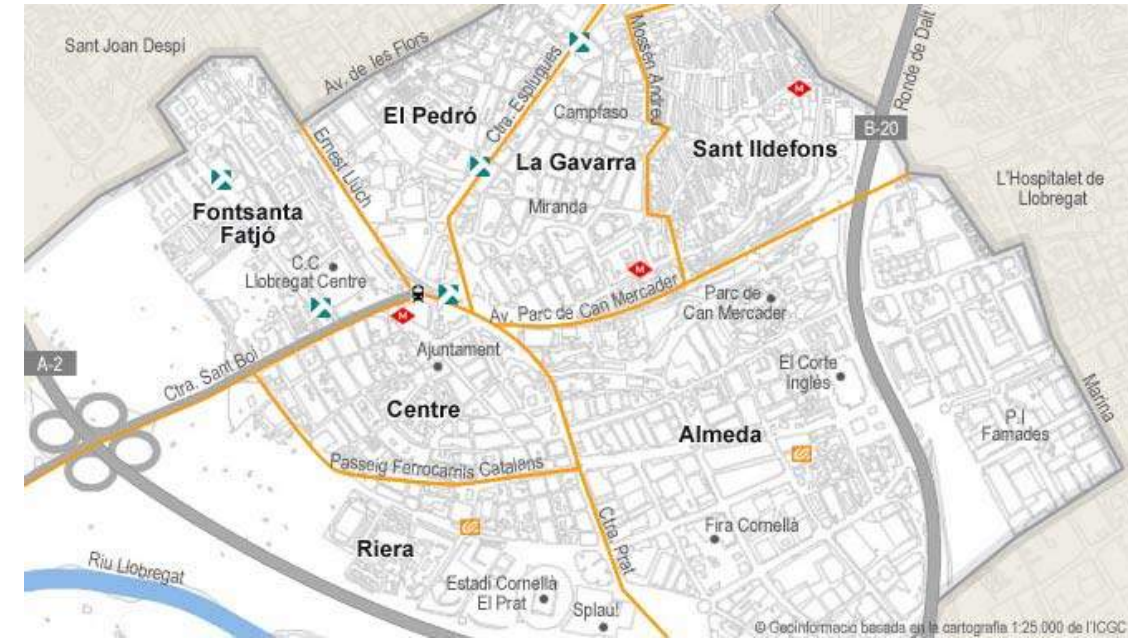 Sant Joan Despí
Av. de les Flors
Ctra. Esplugues
Mossèn Andreu
Ronde de Dalt
El Pedró
Campfaso
B-20
Ernest Lluch
La Gavarra
Sant Ildefons
L'Hospitalet de
Llobregat
Fontsanta
Fatjó
Miranda
C.C
Llobregat Centre
M
M
M
Av. Parc de Can Mercader
Parc de
Can Mercader
A-2
Ctra. Sant Boi
Ajuntament
El Corte
Inglés
Marina
Centre
Almeda
P.I
Famades
Passeig Ferrocarrils Catalans
Ctra. Prat
Fira Cornellà
Riera
Riu Llobregat
Estadi Cornellà
El Prat
Splau!
© Geoinformació basada en la cartografia 1:25.000 de l'ICGC